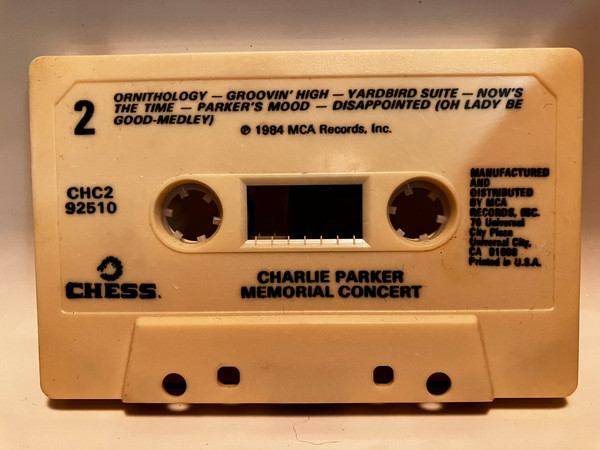 2
ORNITHOLOGY — GROOVIN' HIGH — YARDBIRD SUITE — NOW'S
THE TIME — PARKER'S MOOD — DISAPPOINTED (OH LADY BE
GOOD-MEDLEY)
℗ 1984 MCA Records, Inc.
CHC2
92510
MANUFACTURED
AND
DISTRIBUTED
BY MCA
RECORDS, INC.
70 Universal
City Plaza
Universal City,
CA 91608
Printed in U.S.A.
CHESS.
CHARLIE PARKER
MEMORIAL CONCERT